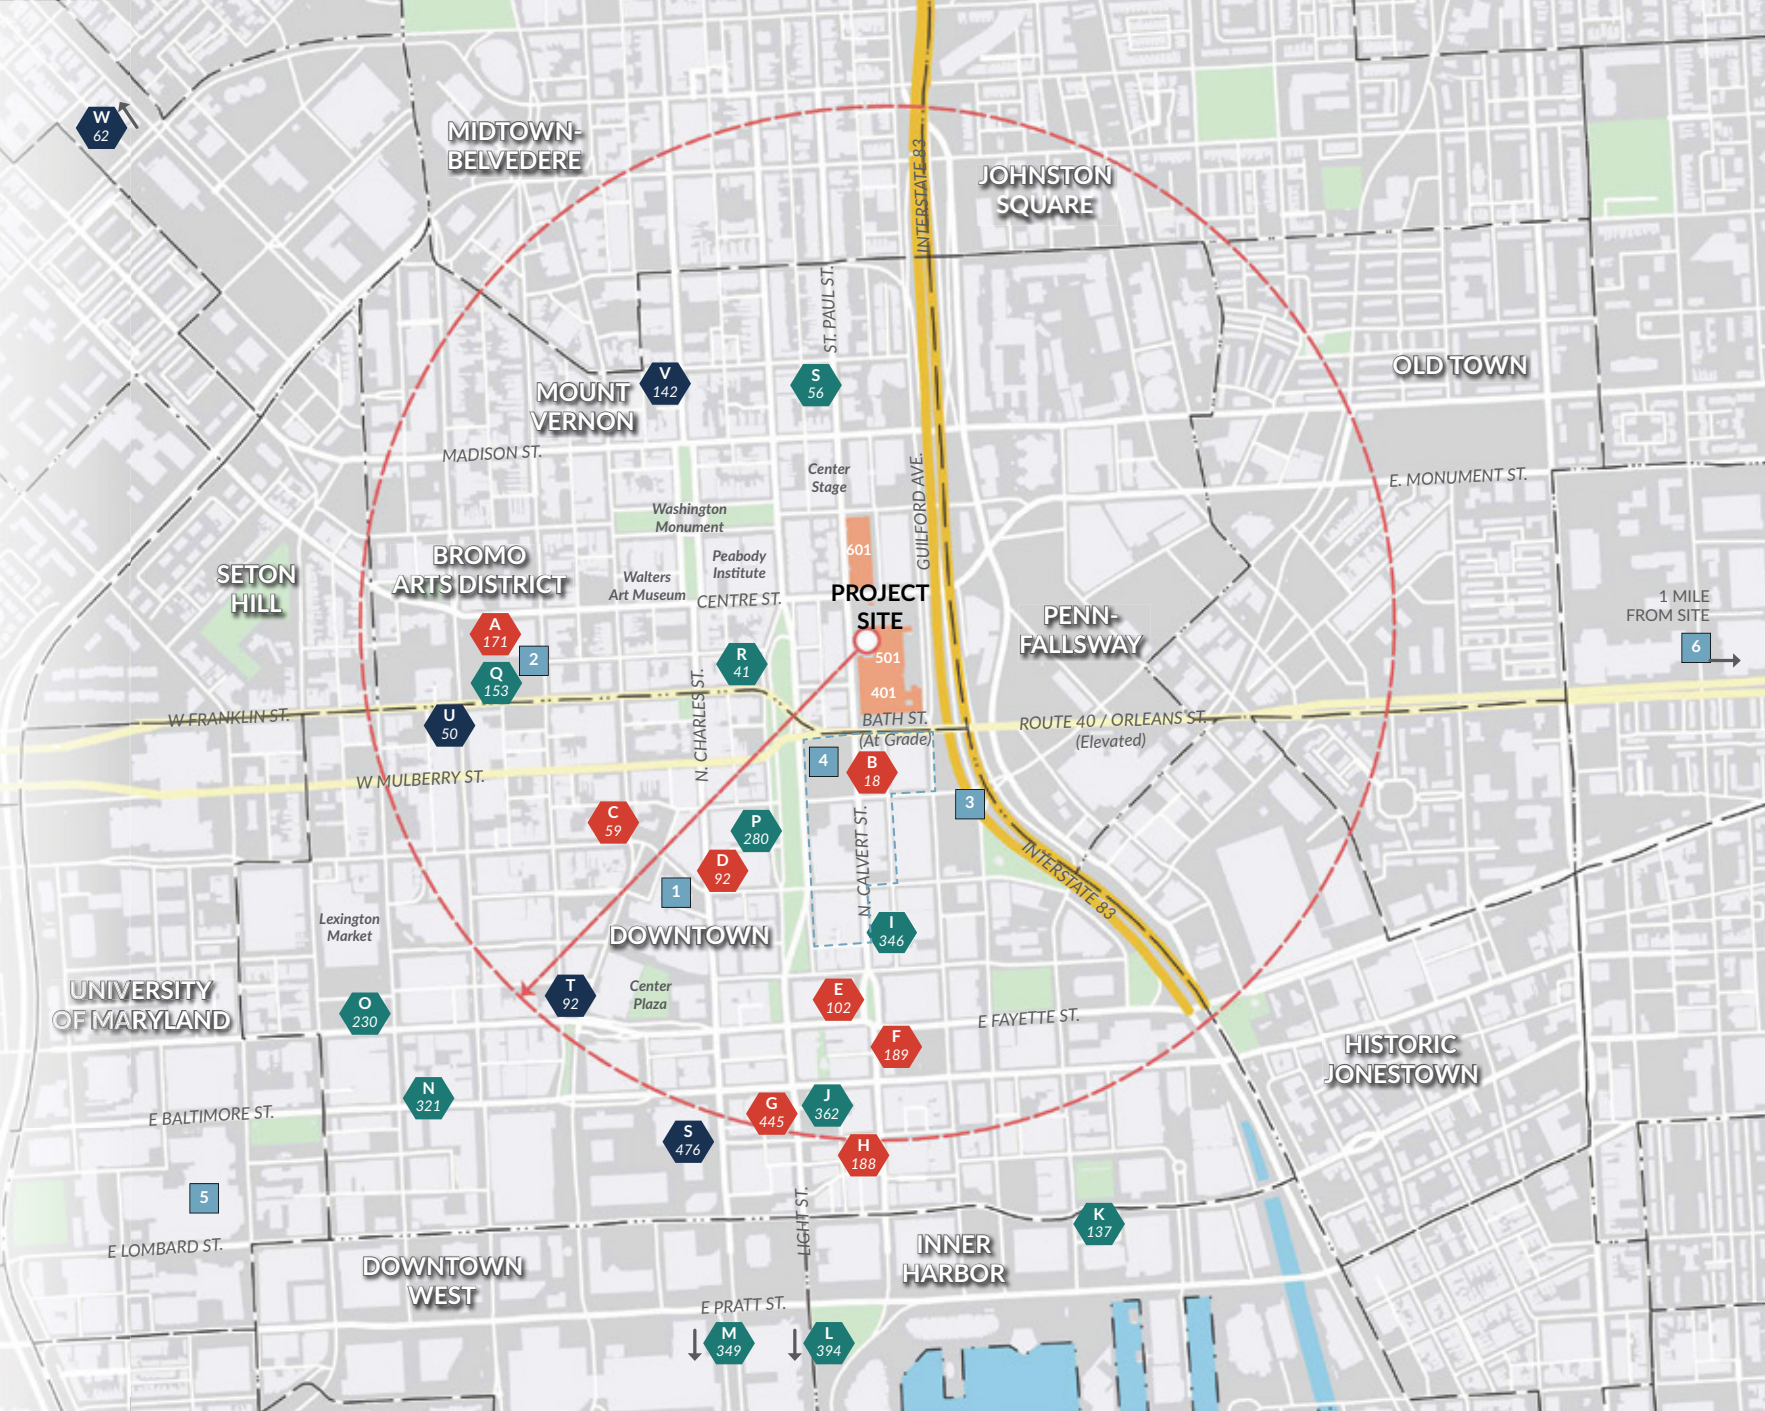 W
62
MIDTOWN-
BELVEDERE
INTERSTATE 83
JOHNSTON
SQUARE
ST. PAUL ST.
OLD TOWN
V
142
S
56
MOUNT
VERNON
MADISON ST.
Center
Stage
GUILFORD AVE.
E. MONUMENT ST.
Washington
Monument
601
BROMO
ARTS DISTRICT
Peabody
Institute
SETON
HILL
Walters
Art Museum
CENTRE ST.
PROJECT
SITE
PENN-
FALLSWAY
1 MILE
FROM SITE
6
A
171
2
R
41
501
Q
153
401
N. CHARLES ST.
W FRANKLIN ST.
U
50
BATH ST.
(At Grade)
ROUTE 40 / ORLEANS ST.
(Elevated)
W MULBERRY ST.
4
B
18
3
C
59
P
280
N. CALVERT ST.
D
92
INTERSTATE 83
1
Lexington
Market
DOWNTOWN
I
346
UNIVERSITY
OF MARYLAND
T
92
Center
Plaza
E
102
O
230
E FAYETTE ST.
F
189
HISTORIC
JONESTOWN
N
321
E BALTIMORE ST.
G
445
J
362
S
476
H
188
5
LIGHT ST.
K
137
E LOMBARD ST.
DOWNTOWN
WEST
INNER
HARBOR
E PRATT ST.
M
349
L
394